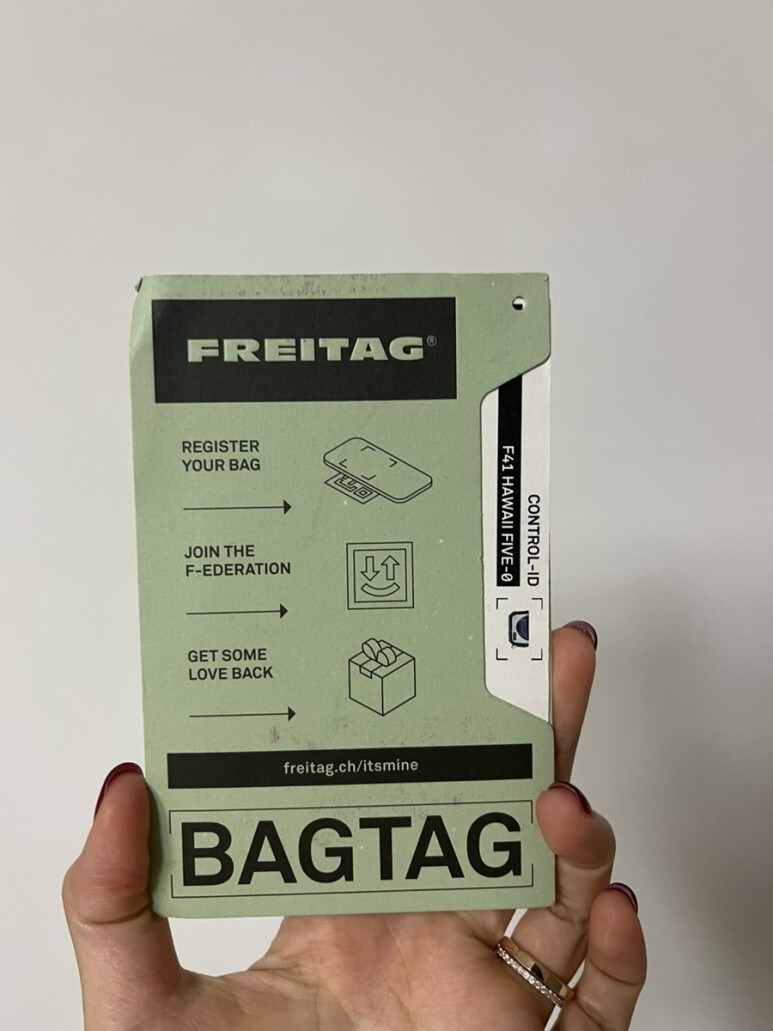 FREITAG®
REGISTER
YOUR BAG
JOIN THE
F-EDERATION
GET SOME
LOVE BACK
freitag.ch/itsmine
BAGTAG
CONTROL-ID
F41 HAWAII FIVE-0